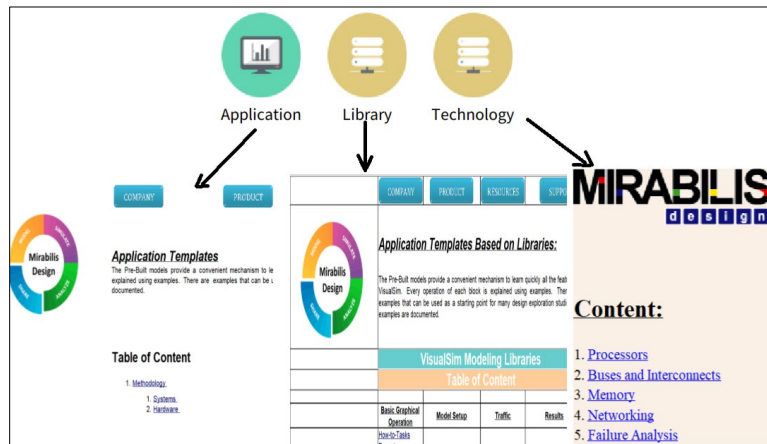 Application
Library
Technology
COMPANY
PRODUCT
Mirabilis
Design
Application Templates
The Pre-Built models provide a convenient mechanism to le
explained using examples. There are examples that can be u
documented.
Table of Content
1. Methodology
1. Systems
2. Hardware
COMPANY
PRODUCT
RESOURCES
SUPPO
MODEL
SIMULATE
ANALYZE
SHARE
Mirabilis
Design
Application Templates Based on Libraries:
The Pre-Built models provide a convenient mechanism to learn quickly all the feat
VisualSim. Every operation of each block is explained using examples. Ther
examples that can be used as a starting point for many design exploration studi
examples are documented.
VisualSim Modeling Libraries
Table of Content
Basic Graphical
Operation
Model Setup
Traffic
Results
How-to-Tasks
MIRABILIS
design
Content:
1. Processors
2. Buses and Interconnects
3. Memory
4. Networking
5. Failure Analysis